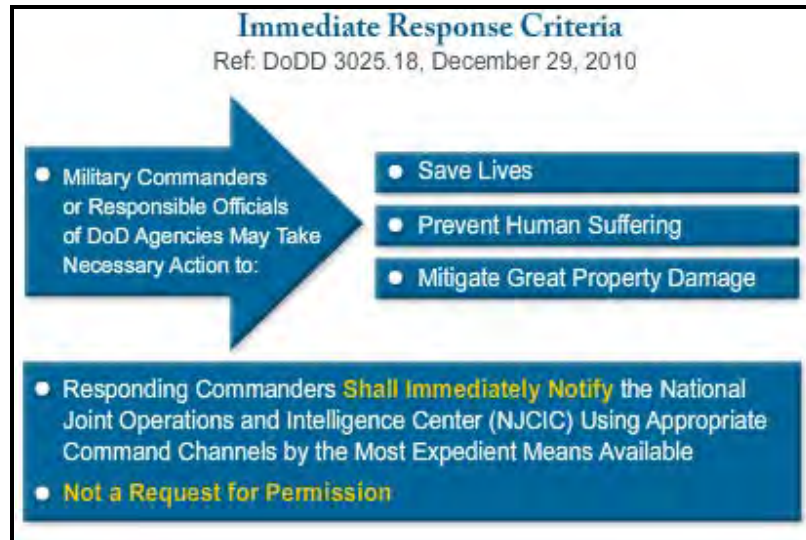 Immediate Response Criteria
Ref: DoDD 3025.18, December 29, 2010
• Military Commanders
or Responsible Officials
of DoD Agencies May Take
Necessary Action to:
• Save Lives
• Prevent Human Suffering
• Mitigate Great Property Damage
• Responding Commanders Shall Immediately Notify the National
Joint Operations and Intelligence Center (NJCIC) Using Appropriate
Command Channels by the Most Expedient Means Available
• Not a Request for Permission